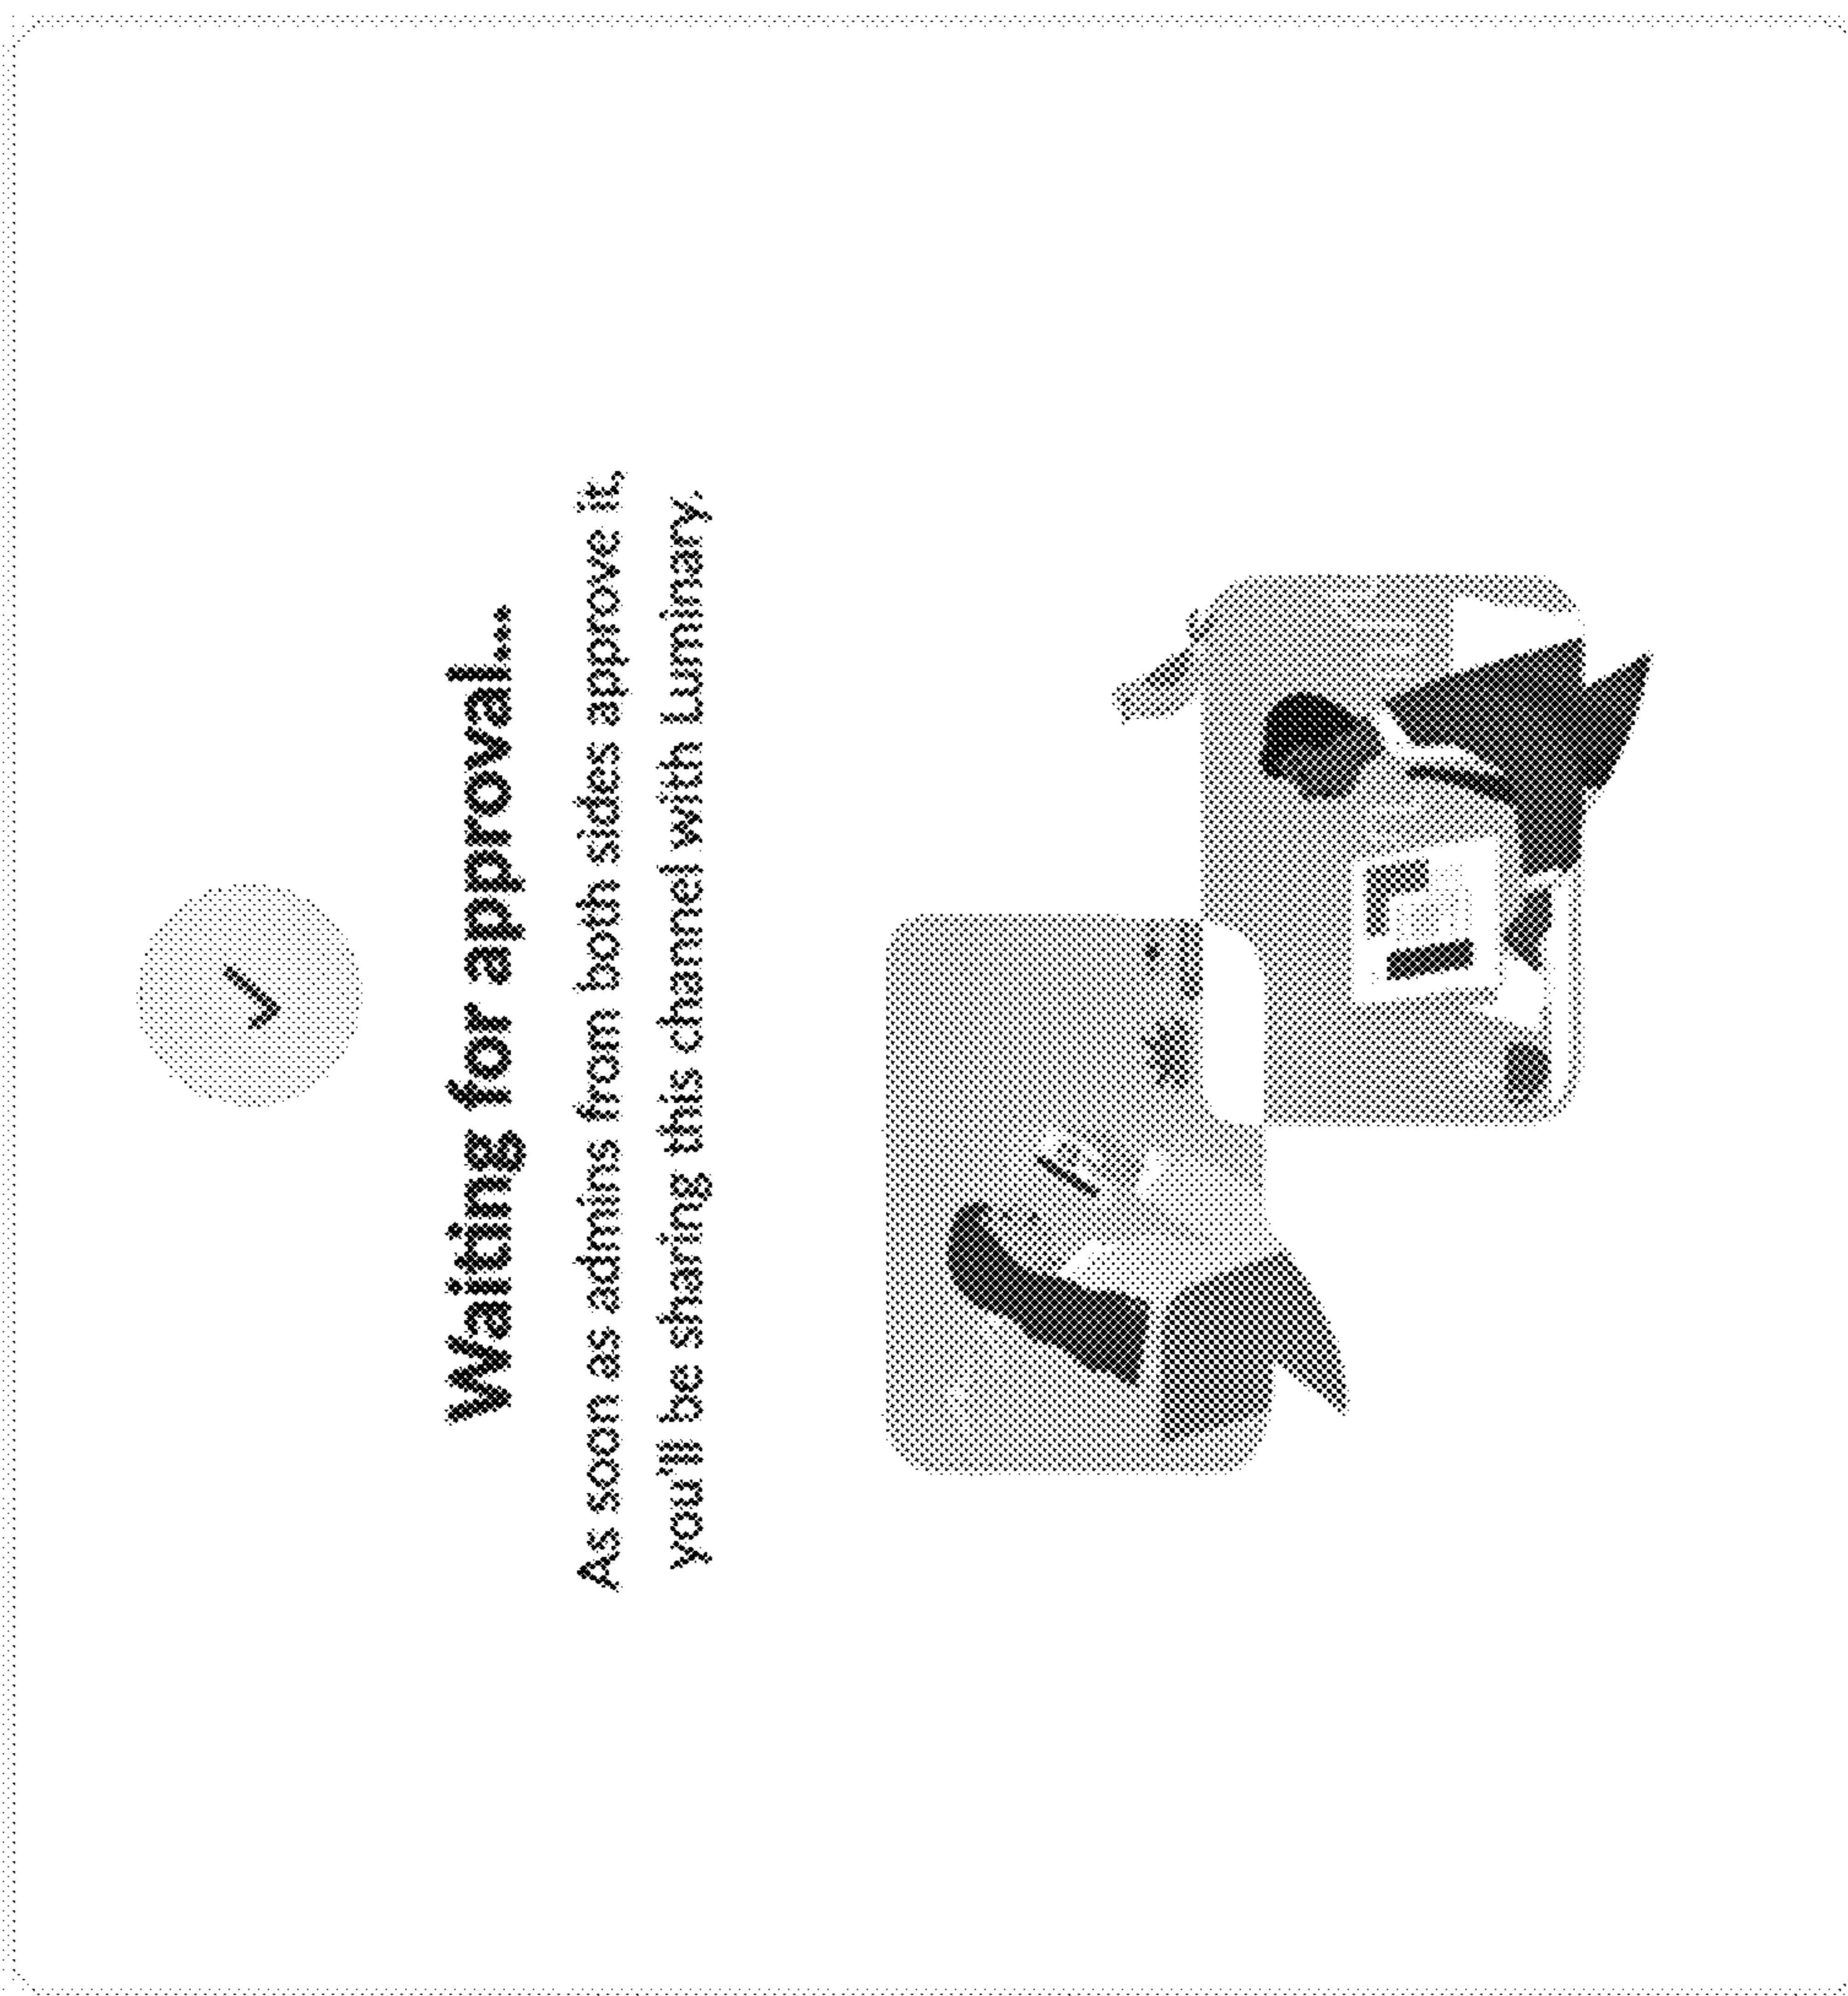 Waiting for approval...
As soon as admins from both sides approve it,
you'll be sharing this channel with Luminary.